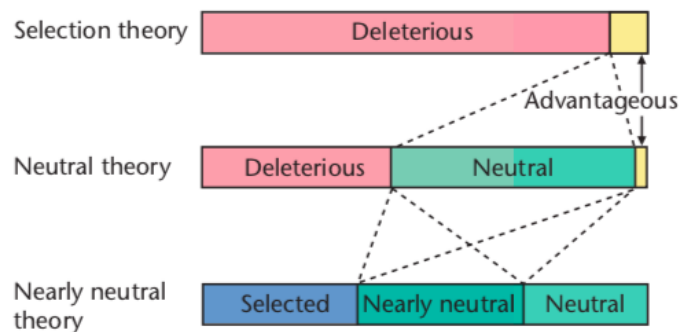 Selection theory
Deleterious
Advantageous
Neutral theory
Deleterious
Neutral
Nearly neutral
theory
Selected
Nearly neutral
Neutral